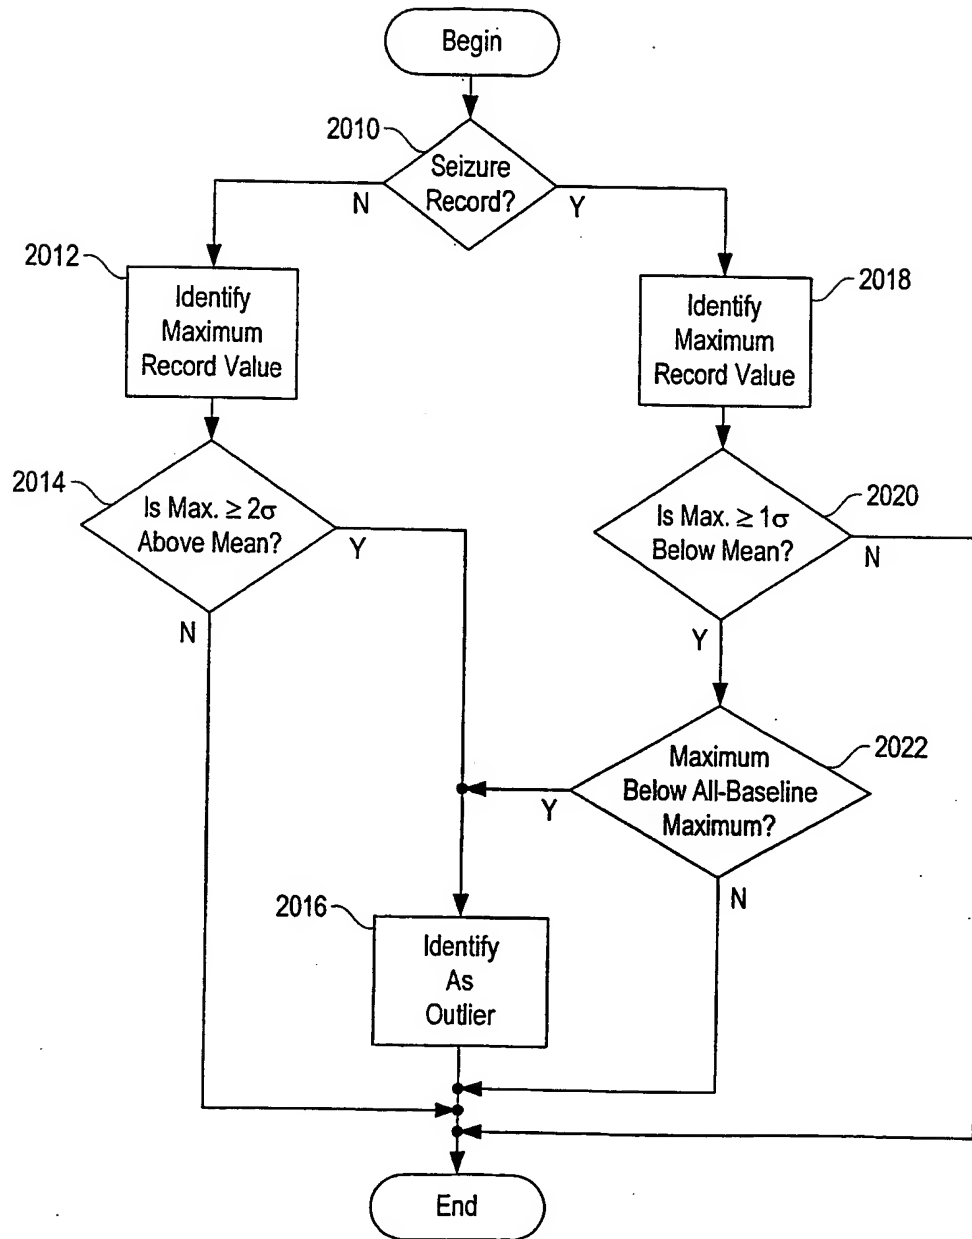 Begin
2010
Seizure
Record?
N
Y
2012
Identify
Maximum
Record Value
2018
Identify
Maximum
Record Value
2014
Is Max. ≥ 2σ
Above Mean?
Y
N
2020
Is Max. ≥ 1σ
Below Mean?
N
Y
2022
Maximum
Below All-Baseline
Maximum?
Y
N
2016
Identify
As
Outlier
End